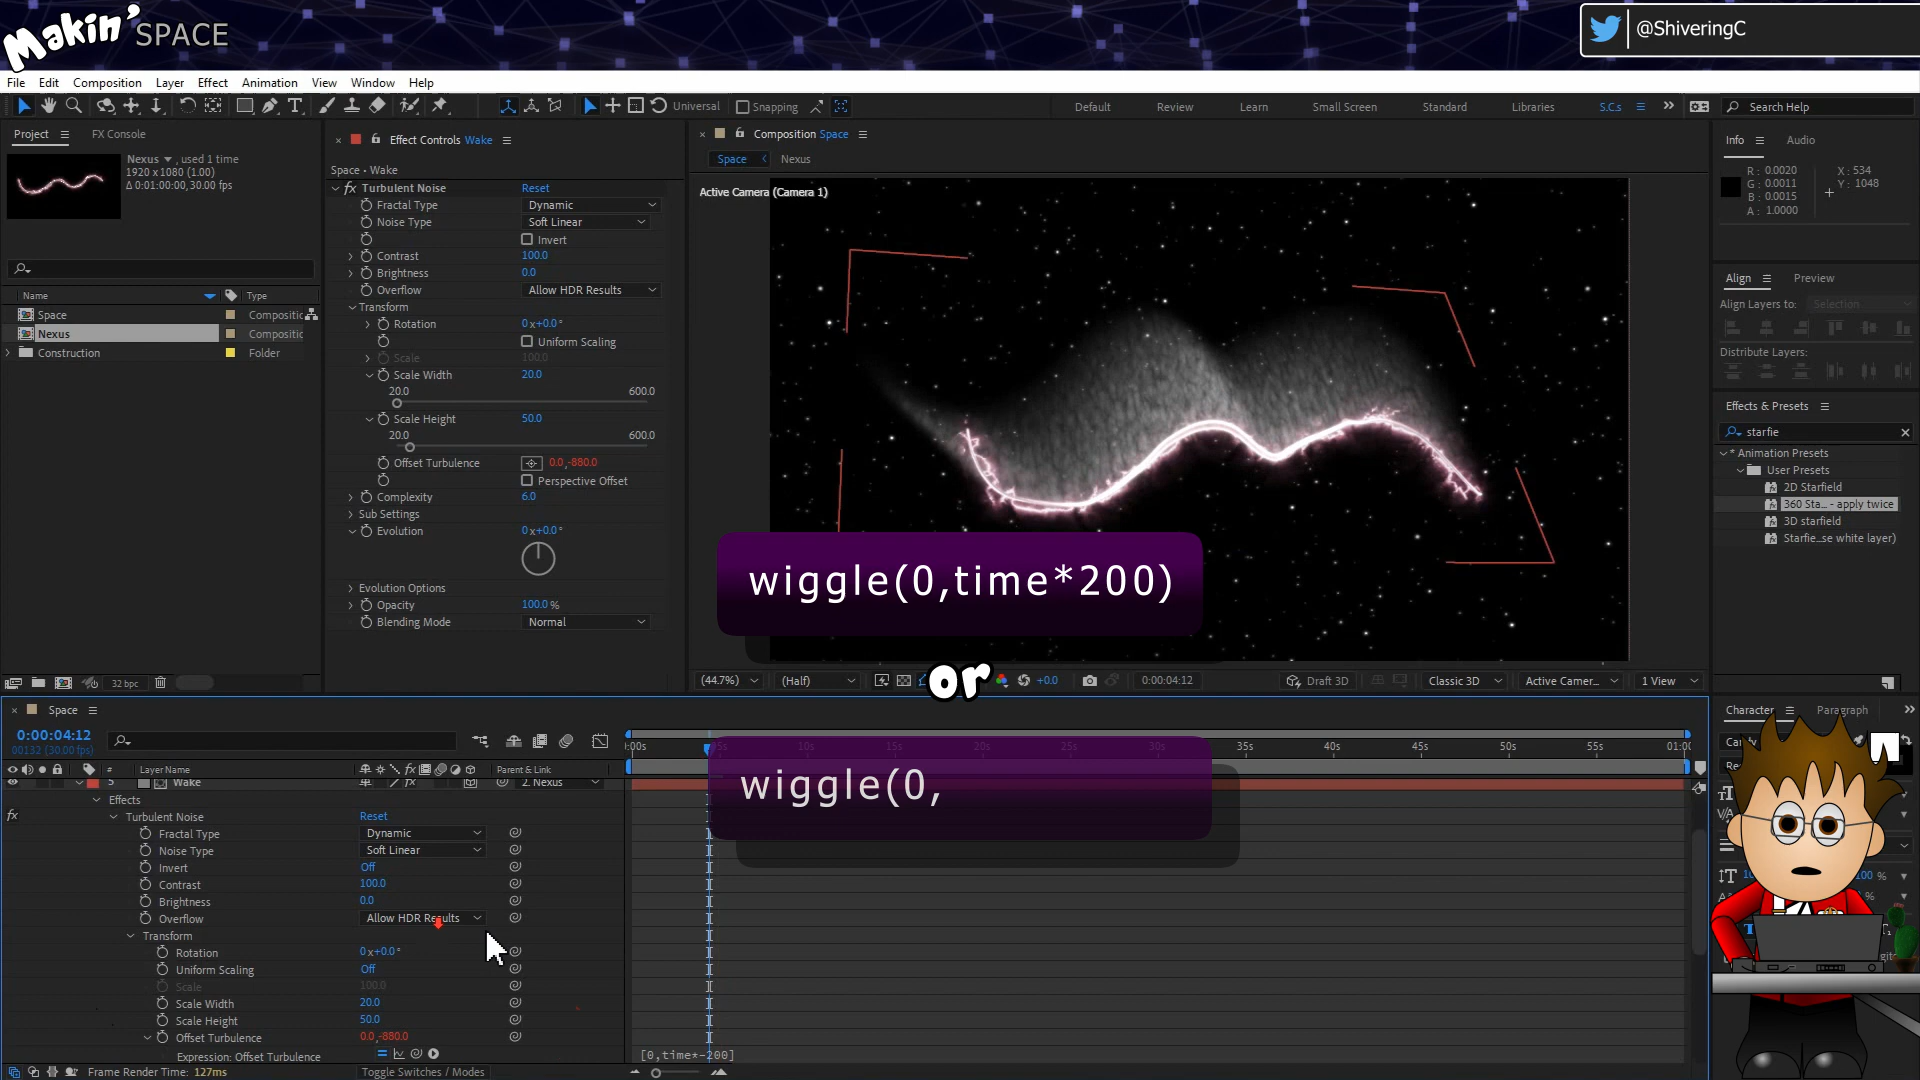 Makin' SPACE
@ShiveringC
File Edit Composition Layer Effect Animation View Window Help
Universal Snapping Default Review Learn Small Screen Standard Libraries S.C.s Search Help
Project FX Console
Nexus , used 1 time
1920 x 1080 (1.00)
Δ 0:01:00:00, 30.00 fps
Name Type
Space
Nexus
Construction Folder
32 bpc
Effect Controls Wake
Space • Wake
fx Turbulent Noise Reset
Fractal Type Dynamic
Noise Type Soft Linear
Invert
Contrast 100.0
Brightness 0.0
Overflow Allow HDR Results
Transform
Rotation 0 x+0.0°
Uniform Scaling
Scale 100.0
Scale Width 20.0
20.0 600.0
Scale Height 50.0
20.0 600.0
Offset Turbulence 0.0,-880.0
Perspective Offset
Complexity 6.0
Sub Settings
Evolution 0 x+0.0°
Evolution Options
Opacity 100.0 %
Blending Mode Normal
Composition Space
Space Nexus
Active Camera (Camera 1)
wiggle(0,time*200)
or
wiggle(0,
(44.7%) (Half) +0.0 0:00:04:12 Draft 3D Classic 3D Active Camer... 1 View
Info Audio
R : 0.0020 X : 534
G : 0.0011 Y : 1048
B : 0.0015
A : 1.0000
Align Preview
Align Layers to: Selection
Distribute Layers:
Effects & Presets
starfie
* Animation Presets
User Presets
2D Starfield
360 Sta... - apply twice
3D starfield
Starfie...se white layer)
Character Paragraph
100 %
Space
0:00:04:12
00132 (30.00 fps)
:00s 10s 15s 20s 25s 30s 35s 40s 45s 50s 55s
# Layer Name Parent & Link
5 Wake 2. Nexus
Effects
Turbulent Noise Reset
Fractal Type Dynamic
Noise Type Soft Linear
Invert Off
Contrast 100.0
Brightness 0.0
Overflow Allow HDR Results
Transform
Rotation 0 x+0.0°
Uniform Scaling Off
Scale 100.0
Scale Width 20.0
Scale Height 50.0
Offset Turbulence 0.0,-880.0
Expression: Offset Turbulence [0,time*-200]
Frame Render Time: 127ms Toggle Switches / Modes